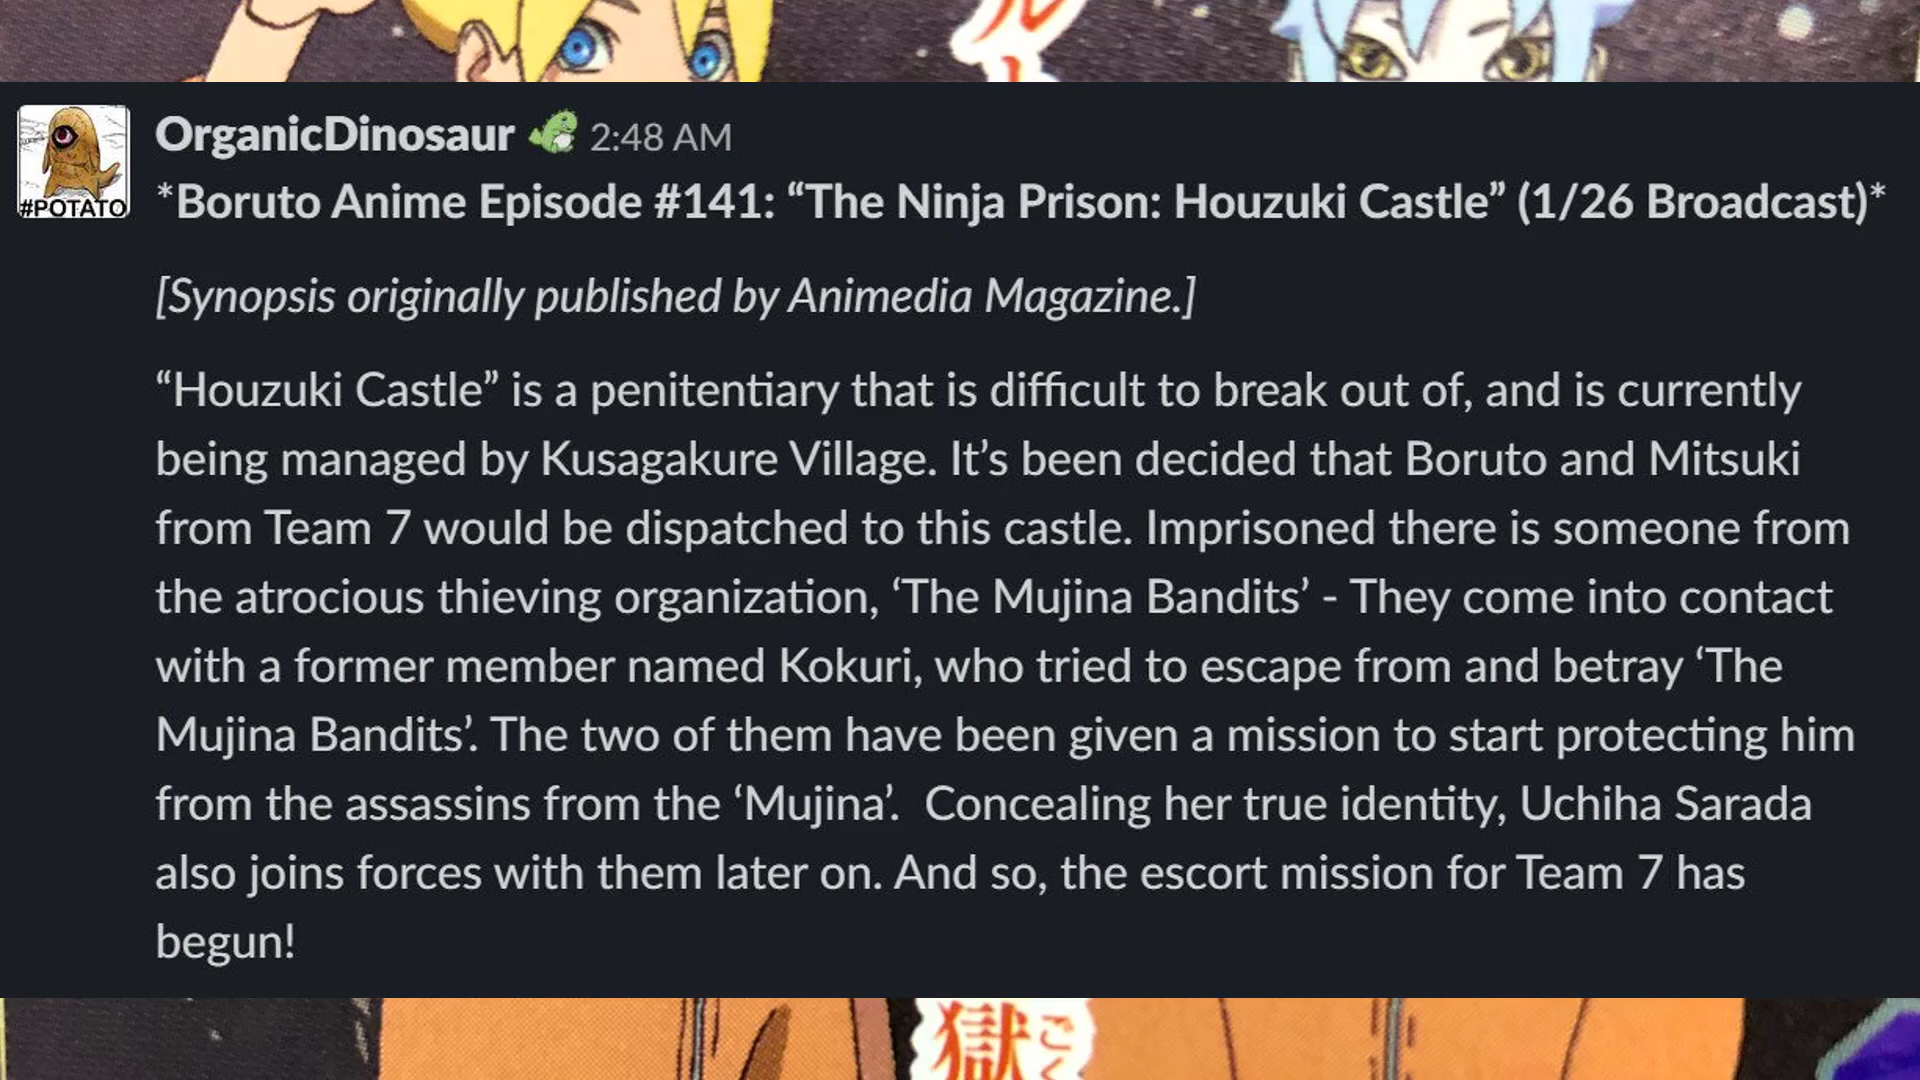 ルート
OrganicDinosaur 2:48 AM
#POTATO
*Boruto Anime Episode #141: “The Ninja Prison: Houzuki Castle” (1/26 Broadcast)*
[Synopsis originally published by Animedia Magazine.]
“Houzuki Castle” is a penitentiary that is difficult to break out of, and is currently
being managed by Kusagakure Village. It’s been decided that Boruto and Mitsuki
from Team 7 would be dispatched to this castle. Imprisoned there is someone from
the atrocious thieving organization, ‘The Mujina Bandits’ - They come into contact
with a former member named Kokuri, who tried to escape from and betray ‘The
Mujina Bandits’. The two of them have been given a mission to start protecting him
from the assassins from the ‘Mujina’.  Concealing her true identity, Uchiha Sarada
also joins forces with them later on. And so, the escort mission for Team 7 has
begun!
獄ごく